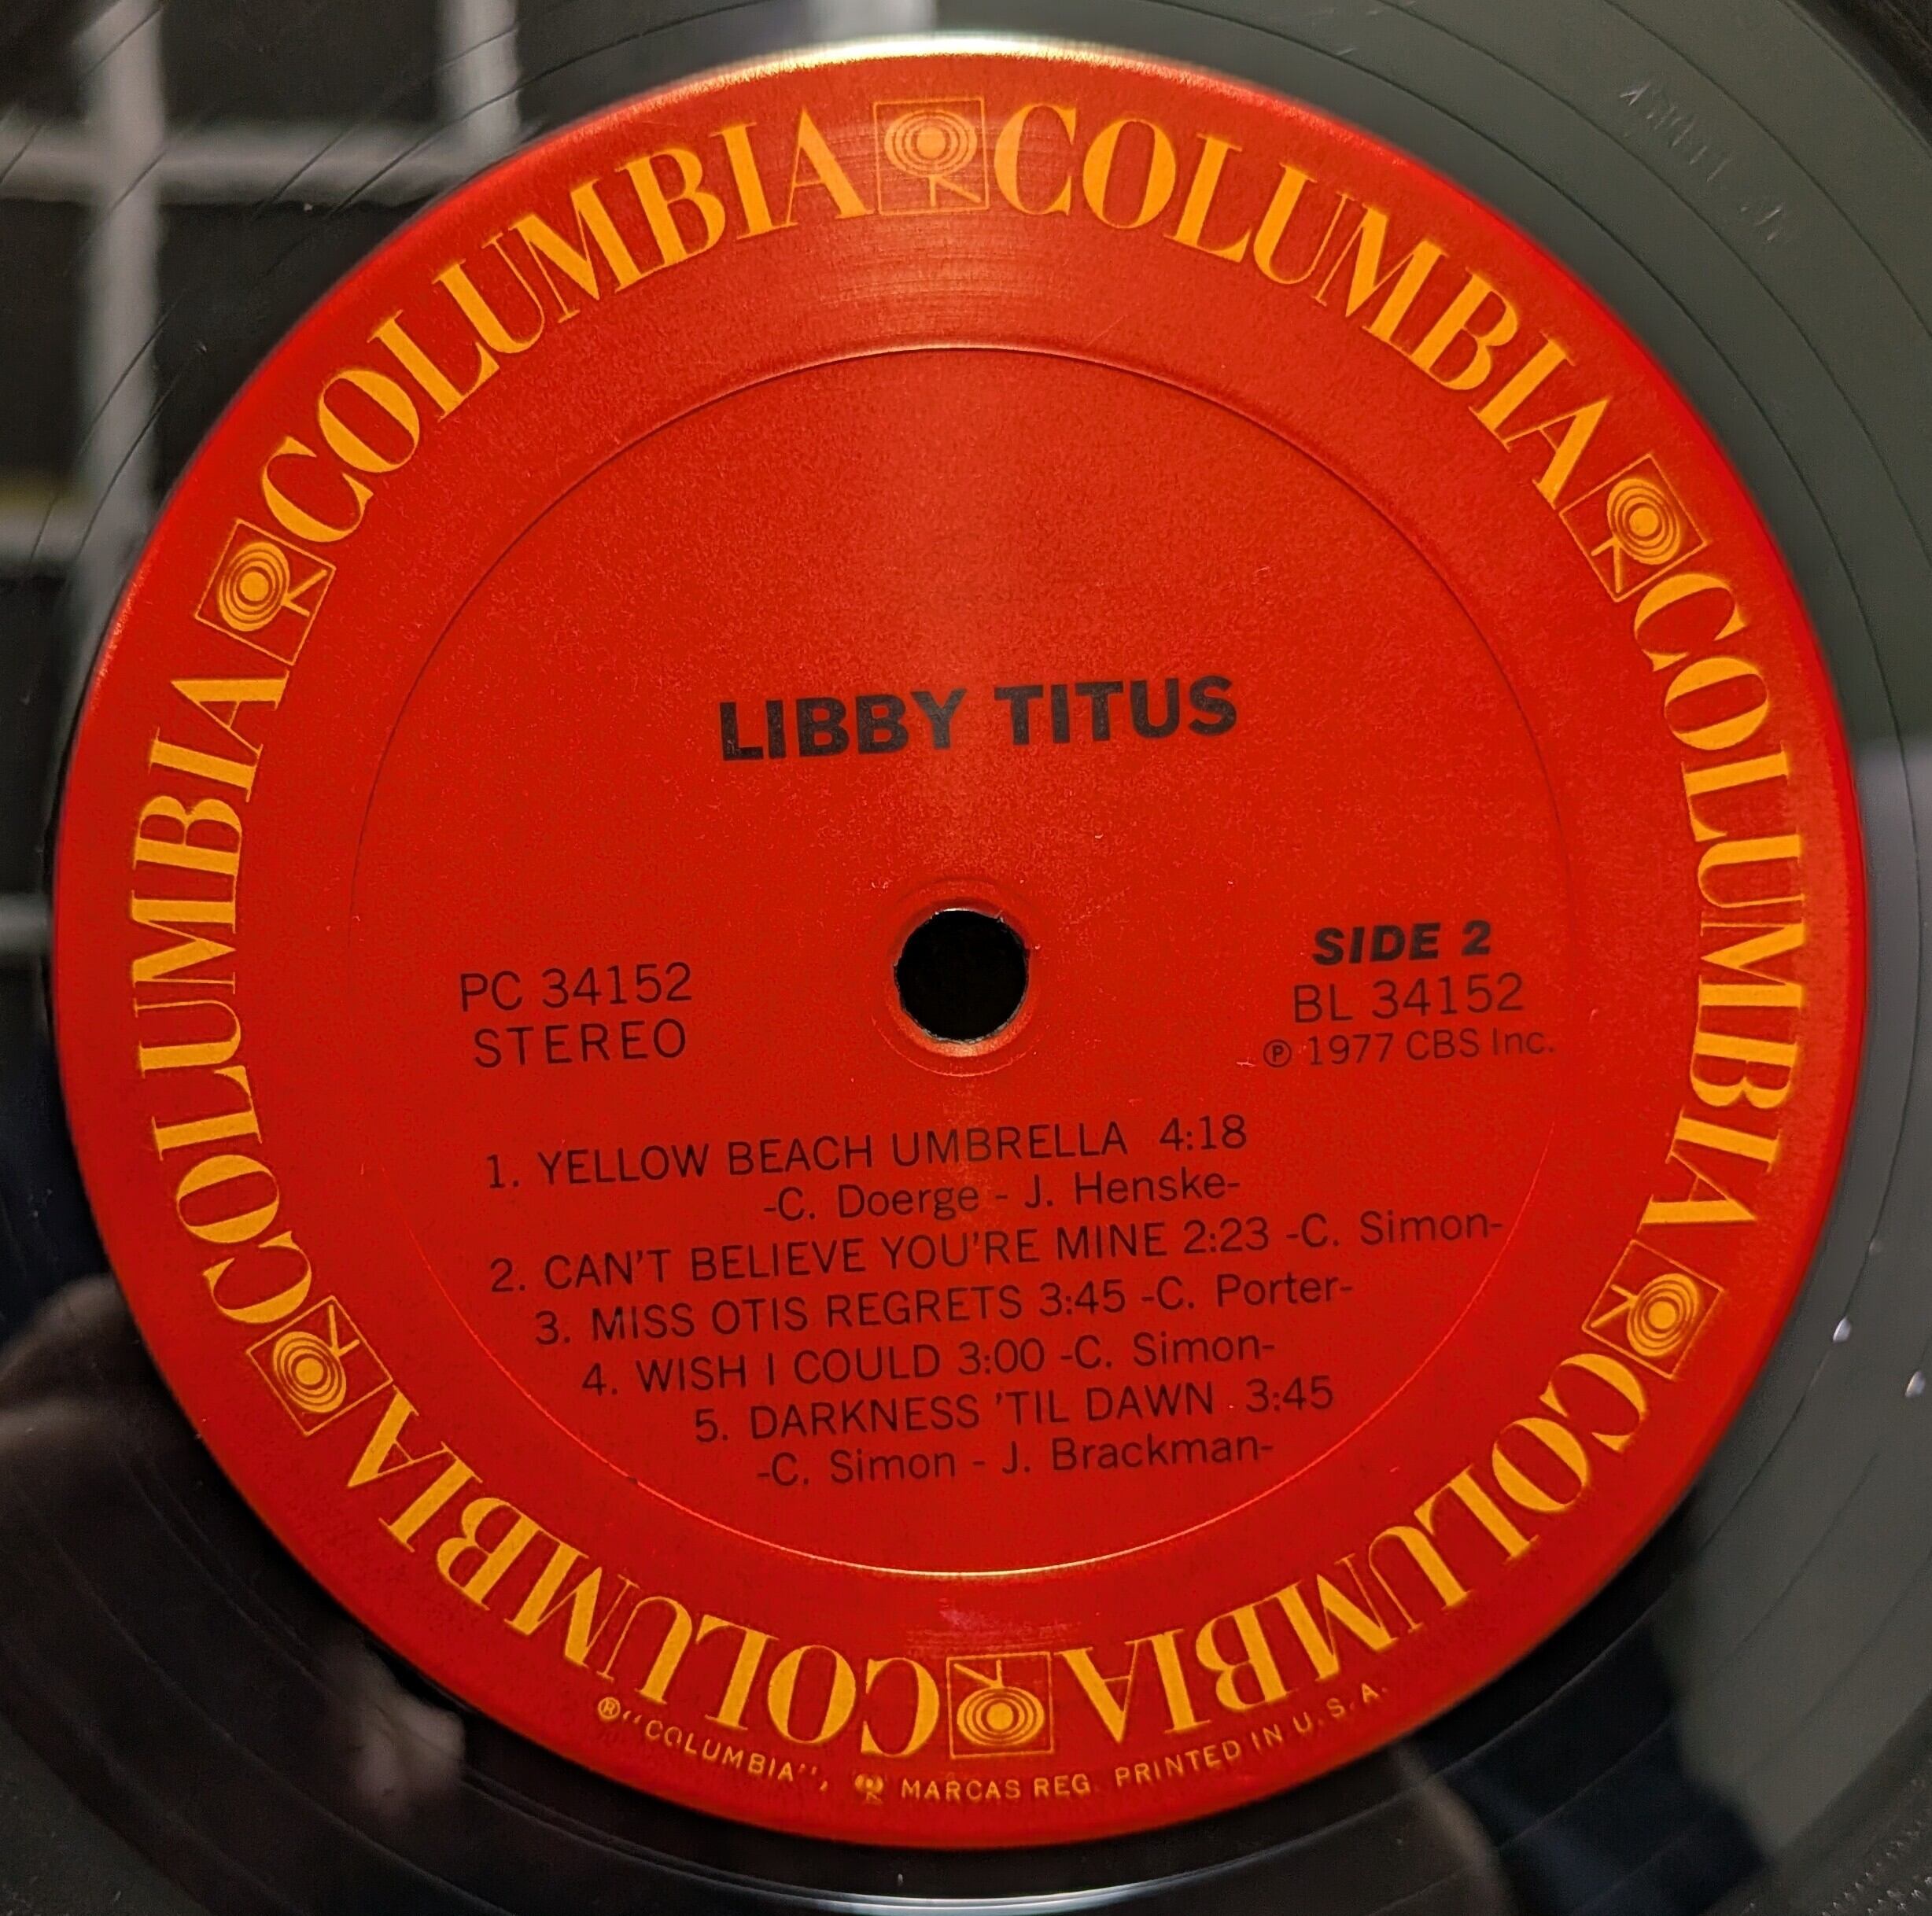 COLUMBIA COLUMBIA COLUMBIA COLUMBIA COLUMBIA COLUMBIA
LIBBY TITUS
PC 34152
STEREO
SIDE 2
BL 34152
℗ 1977 CBS Inc.
1. YELLOW BEACH UMBRELLA 4:18
-C. Doerge - J. Henske-
2. CAN'T BELIEVE YOU'RE MINE 2:23 -C. Simon-
3. MISS OTIS REGRETS 3:45 -C. Porter-
4. WISH I COULD 3:00 -C. Simon-
5. DARKNESS 'TIL DAWN 3:45
-C. Simon - J. Brackman-
®"COLUMBIA", MARCAS REG. PRINTED IN U.S.A.